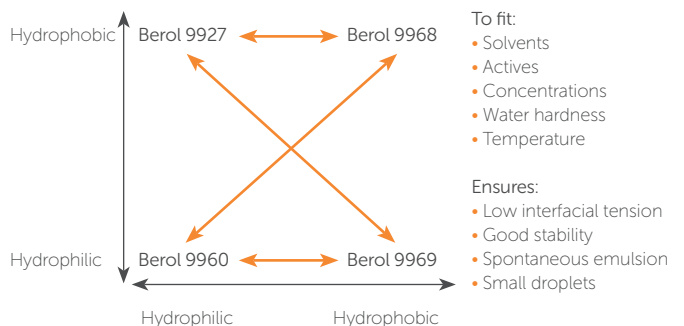 Hydrophobic
Berol 9927
Berol 9968
Hydrophilic
Berol 9960
Berol 9969
Hydrophilic
Hydrophobic
To fit:
• Solvents
• Actives
• Concentrations
• Water hardness
• Temperature
Ensures:
• Low interfacial tension
• Good stability
• Spontaneous emulsion
• Small droplets